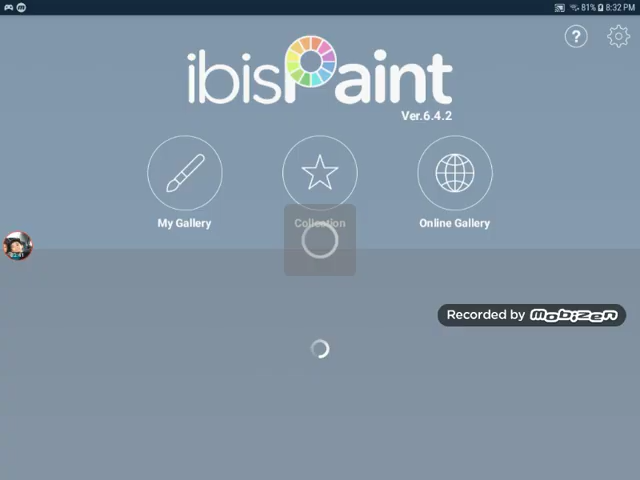 81% 8:32 PM
ibisPaint
Ver.6.4.2
My Gallery
Collection
Online Gallery
Recorded by Mobizen